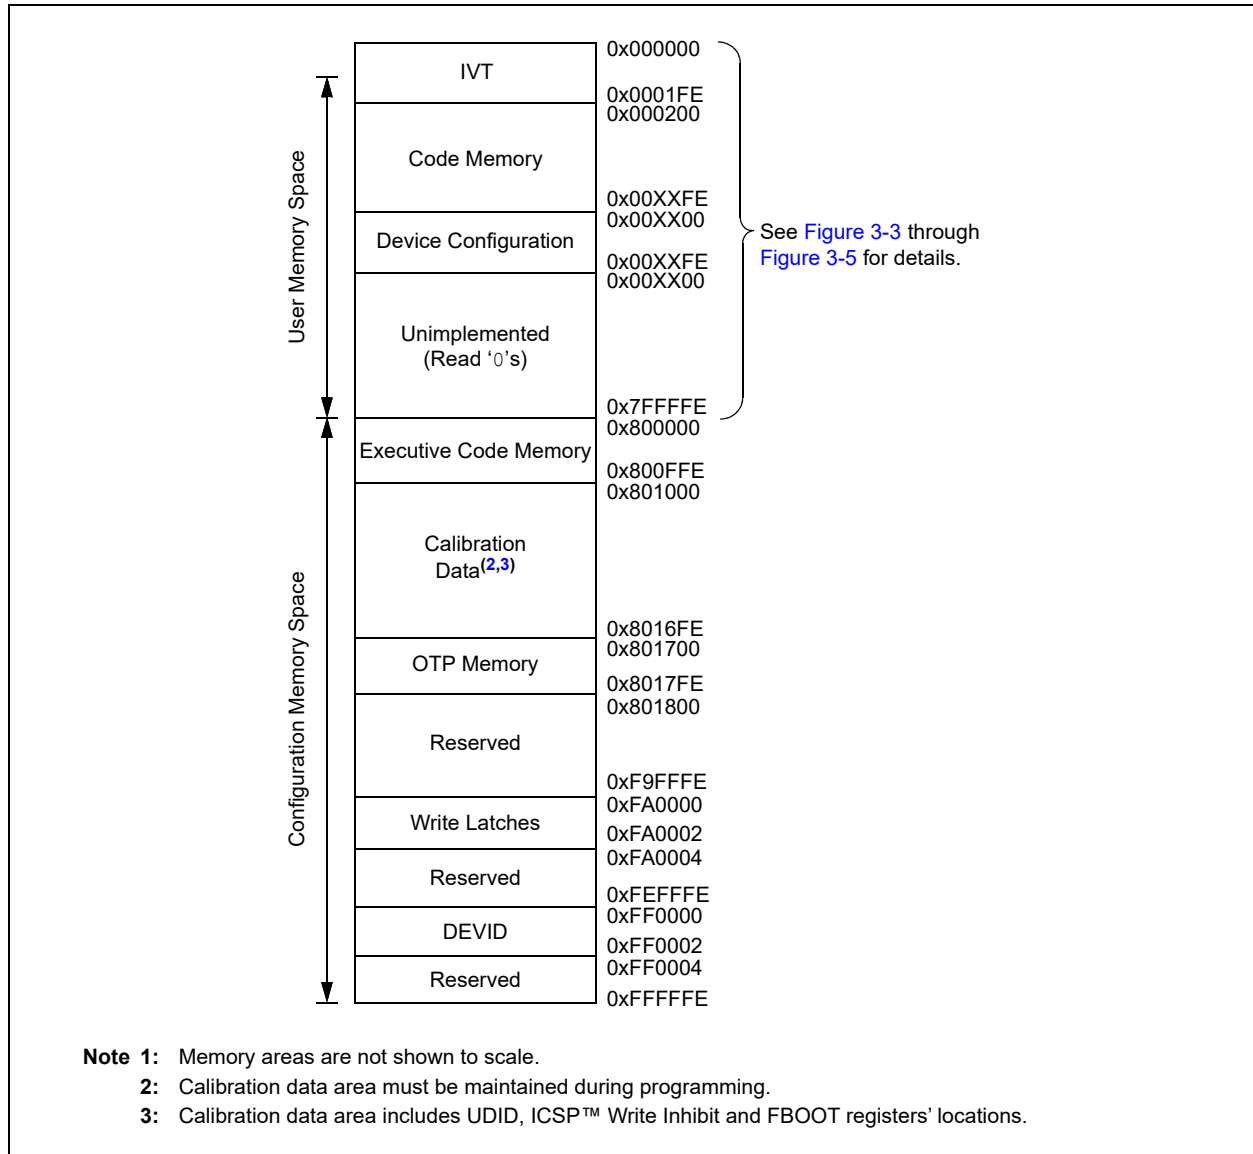 0x000000
IVT
0x0001FE
0x000200
Code Memory
0x00XXFE
0x00XX00
Device Configuration
0x00XXFE
0x00XX00
Unimplemented
(Read ‘0’s)
0x7FFFFE
User Memory Space
See Figure 3-3 through
Figure 3-5 for details.
0x800000
Executive Code Memory
0x800FFE
0x801000
Calibration
Data(2,3)
0x8016FE
0x801700
OTP Memory
0x8017FE
0x801800
Reserved
0xF9FFFE
0xFA0000
Write Latches
0xFA0002
0xFA0004
Reserved
0xFEFFFE
0xFF0000
DEVID
0xFF0002
0xFF0004
Reserved
0xFFFFFE
Configuration Memory Space
Note 1: Memory areas are not shown to scale.
2: Calibration data area must be maintained during programming.
3: Calibration data area includes UDID, ICSP™ Write Inhibit and FBOOT registers’ locations.